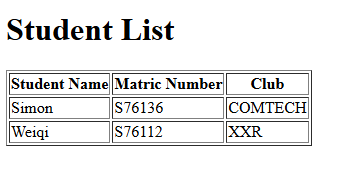 Student List
Student Name Matric Number Club
Simon S76136 COMTECH
Weiqi S76112 XXR